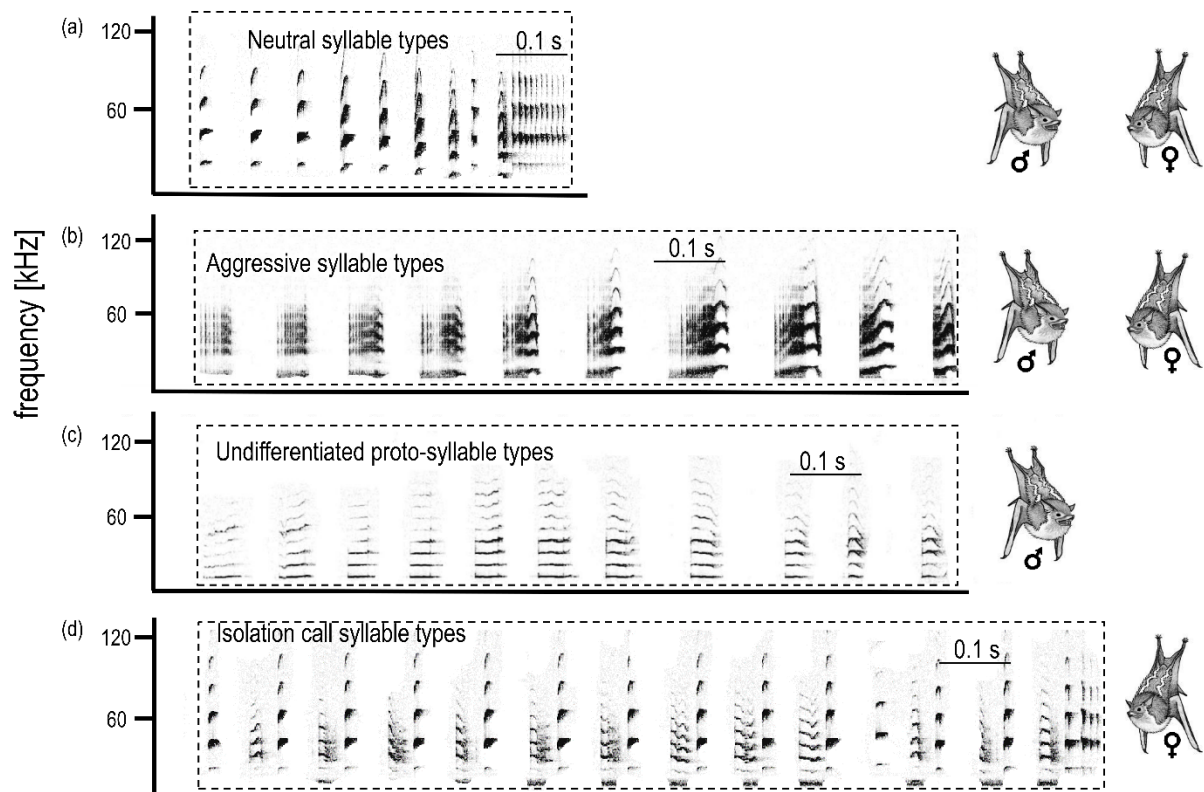 (a)
120
60
Neutral syllable types
0.1 s
♂
♀
frequency [kHz]
(b)
120
60
Aggressive syllable types
0.1 s
♂
♀
(c)
120
60
Undifferentiated proto-syllable types
0.1 s
♂
(d)
120
60
Isolation call syllable types
0.1 s
♀